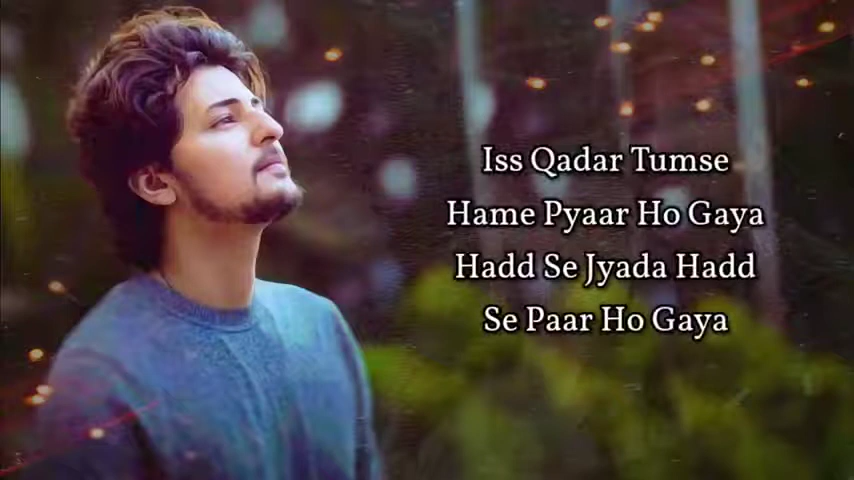 Iss Qadar Tumse
Hame Pyaar Ho Gaya
Hadd Se Jyada Hadd
Se Paar Ho Gaya